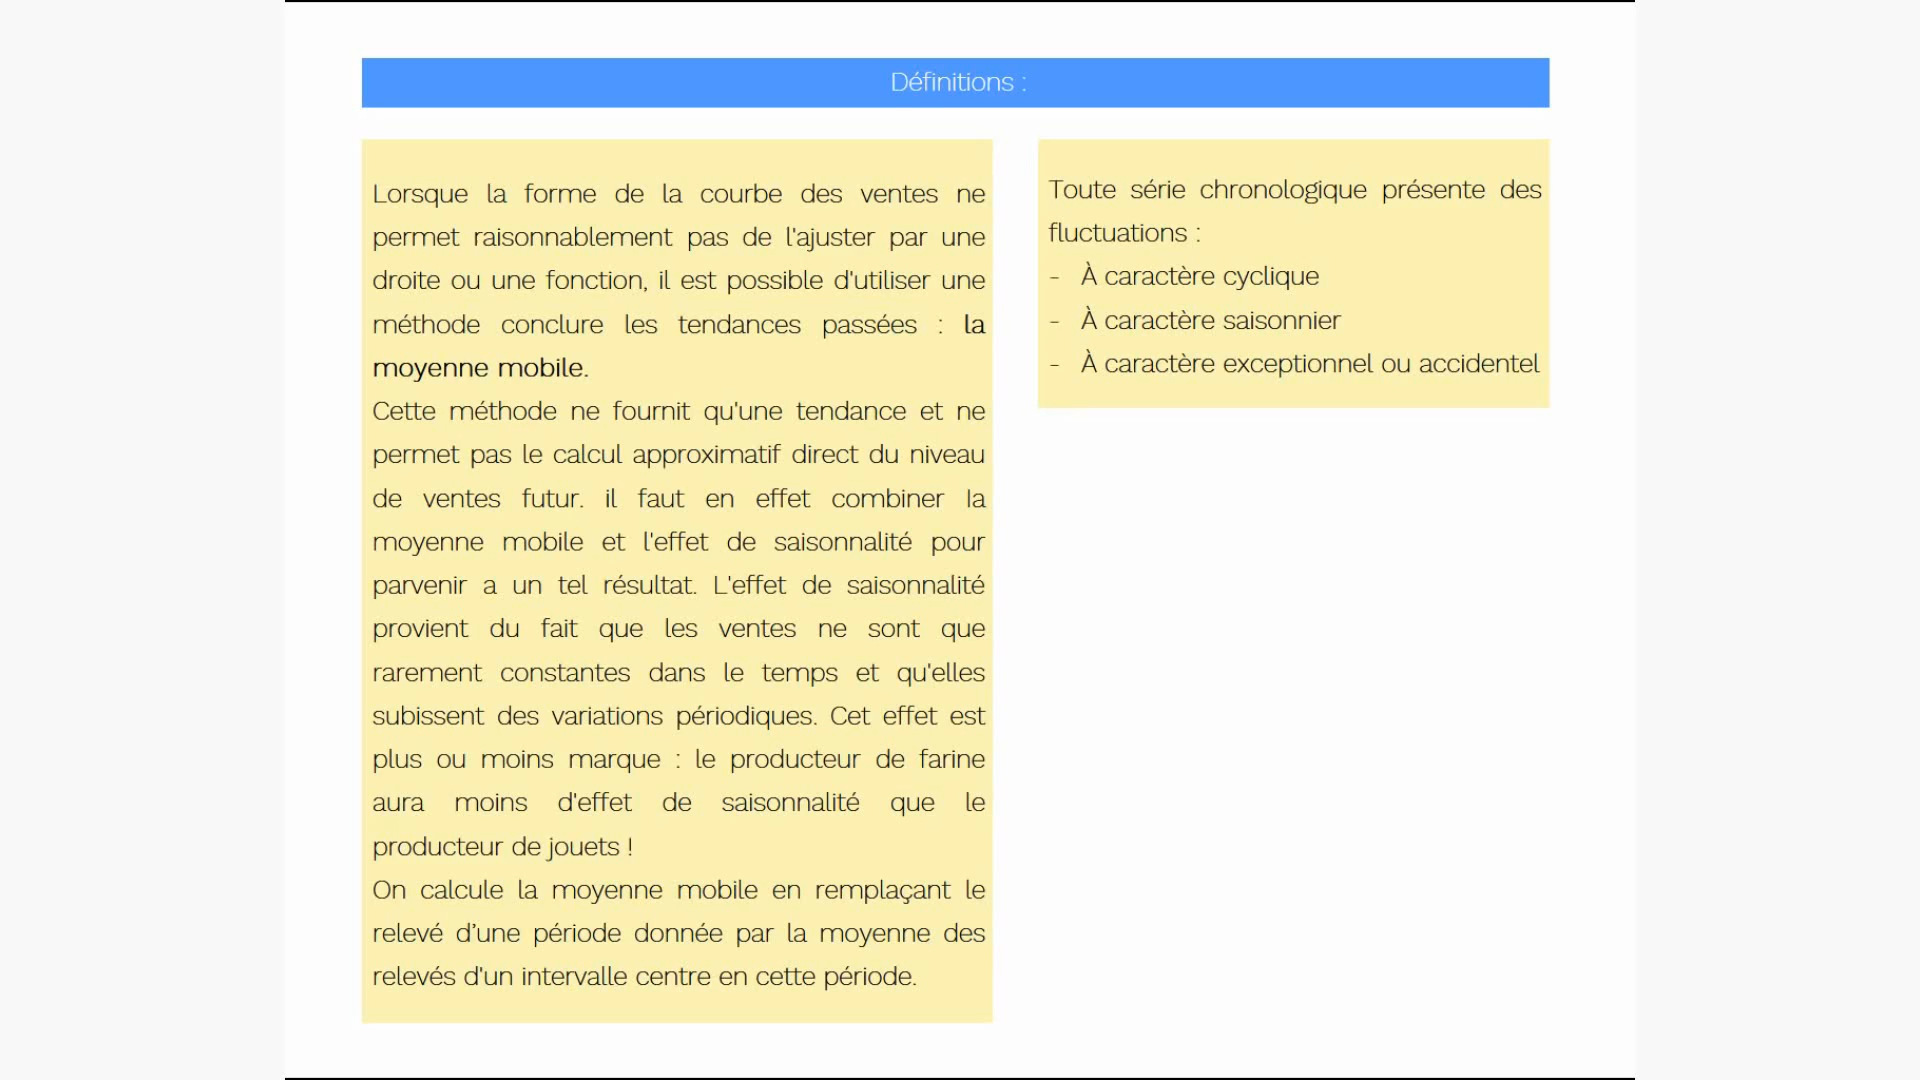 Définitions :
Lorsque la forme de la courbe des ventes ne
permet raisonnablement pas de l'ajuster par une
droite ou une fonction, il est possible d'utiliser une
méthode conclure les tendances passées : la
moyenne mobile.
Cette méthode ne fournit qu'une tendance et ne
permet pas le calcul approximatif direct du niveau
de ventes futur. il faut en effet combiner la
moyenne mobile et l'effet de saisonnalité pour
parvenir a un tel résultat. L'effet de saisonnalité
provient du fait que les ventes ne sont que
rarement constantes dans le temps et qu'elles
subissent des variations périodiques. Cet effet est
plus ou moins marque : le producteur de farine
aura moins d'effet de saisonnalité que le
producteur de jouets !
On calcule la moyenne mobile en remplaçant le
relevé d’une période donnée par la moyenne des
relevés d'un intervalle centre en cette période.
Toute série chronologique présente des
fluctuations :
- À caractère cyclique
- À caractère saisonnier
- À caractère exceptionnel ou accidentel